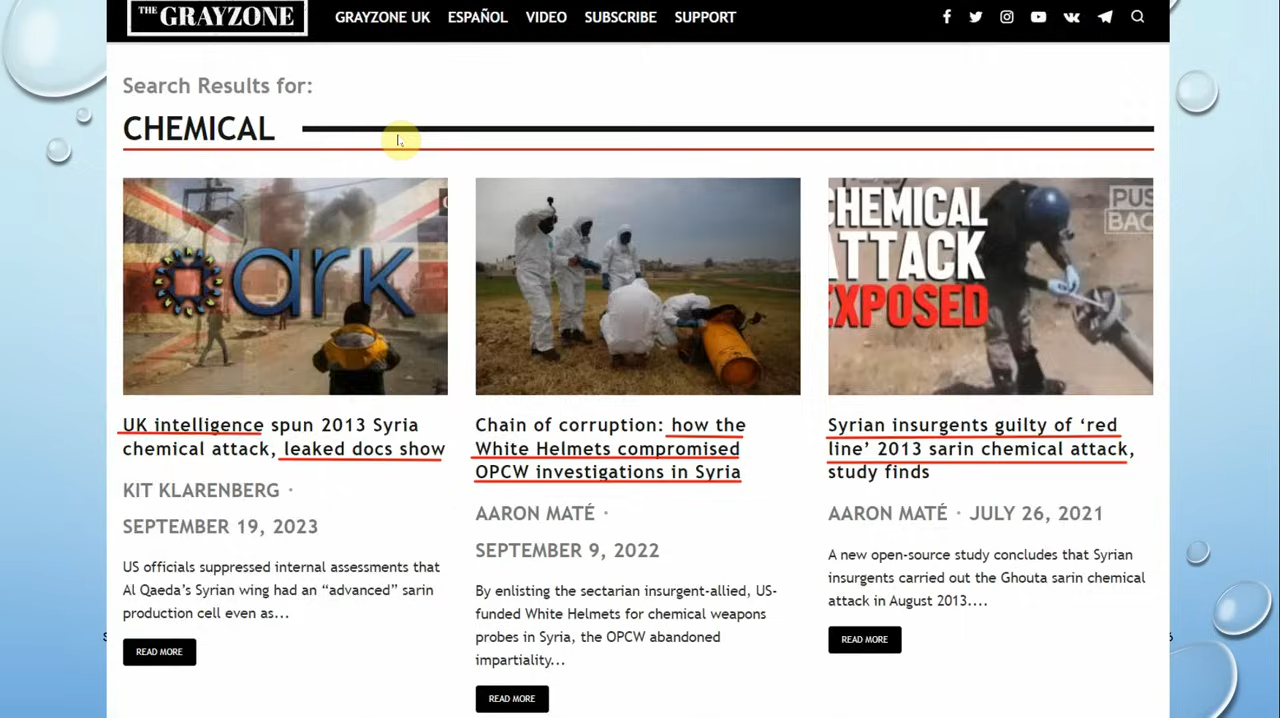 THE GRAYZONE
GRAYZONE UK ESPAÑOL VIDEO SUBSCRIBE SUPPORT
Search Results for:
CHEMICAL
ark
CHEMICAL
ATTACK
EXPOSED
PUS
BAC
UK intelligence spun 2013 Syria
chemical attack, leaked docs show
KIT KLARENBERG ·
SEPTEMBER 19, 2023
US officials suppressed internal assessments that
Al Qaeda's Syrian wing had an “advanced” sarin
production cell even as...
READ MORE
Chain of corruption: how the
White Helmets compromised
OPCW investigations in Syria
AARON MATÉ ·
SEPTEMBER 9, 2022
By enlisting the sectarian insurgent-allied, US-
funded White Helmets for chemical weapons
probes in Syria, the OPCW abandoned
impartiality...
READ MORE
Syrian insurgents guilty of ‘red
line’ 2013 sarin chemical attack,
study finds
AARON MATÉ · JULY 26, 2021
A new open-source study concludes that Syrian
insurgents carried out the Ghouta sarin chemical
attack in August 2013....
READ MORE